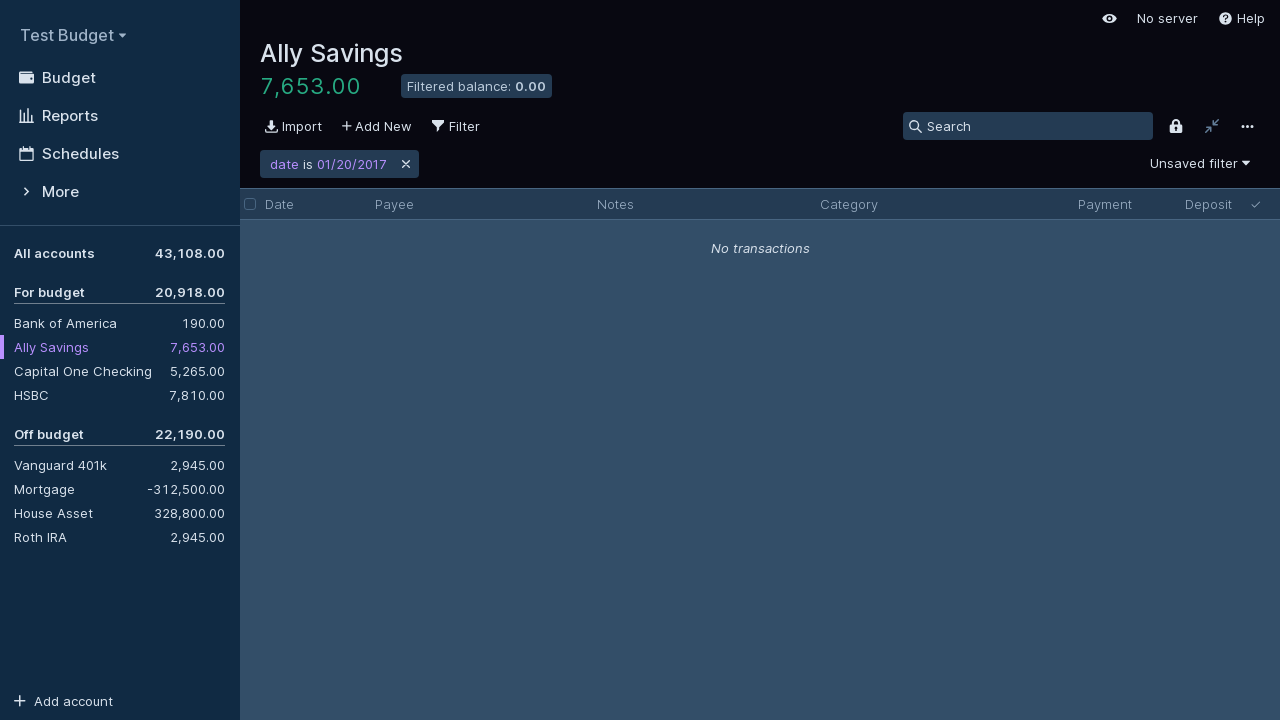 Test Budget
Budget
Reports
Schedules
More
All accounts 43,108.00
For budget 20,918.00
Bank of America 190.00
Ally Savings 7,653.00
Capital One Checking 5,265.00
HSBC 7,810.00
Off budget 22,190.00
Vanguard 401k 2,945.00
Mortgage -312,500.00
House Asset 328,800.00
Roth IRA 2,945.00
Add account
No server Help
Ally Savings
7,653.00 Filtered balance: 0.00
Import Add New Filter Search
date is 01/20/2017 Unsaved filter
Date Payee Notes Category Payment Deposit
No transactions